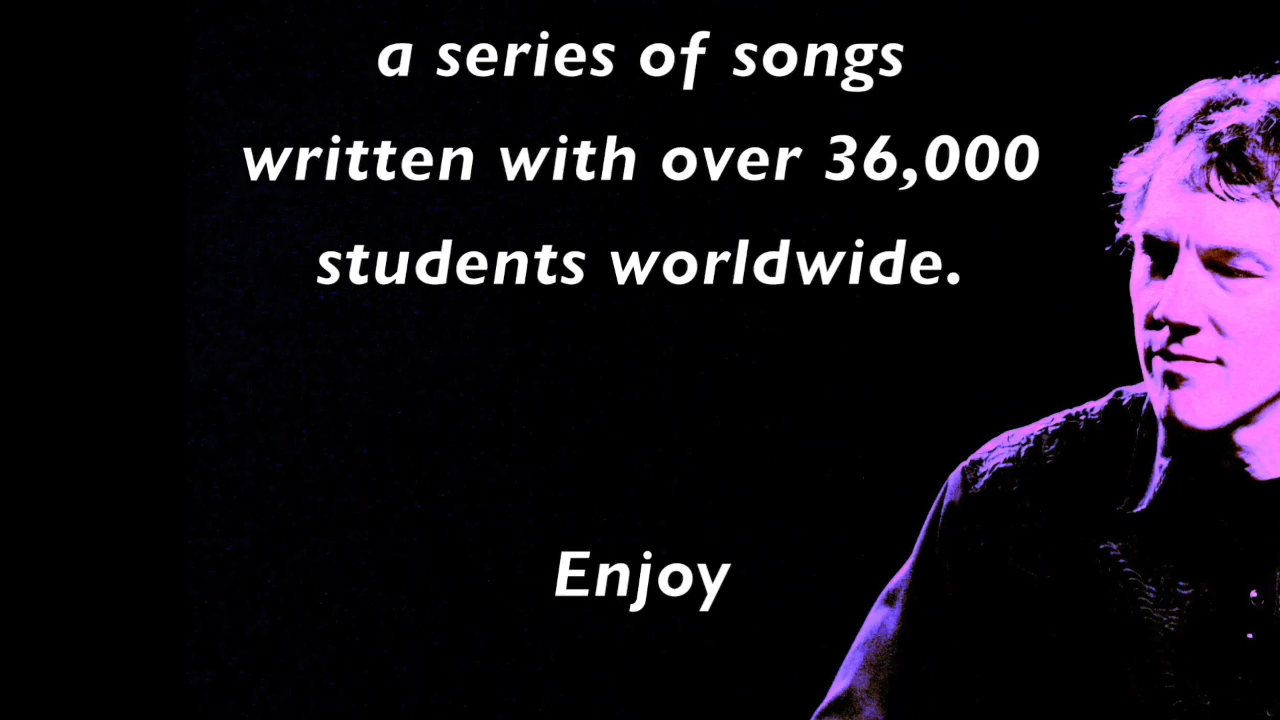 a series of songs
written with over 36,000
students worldwide.
Enjoy